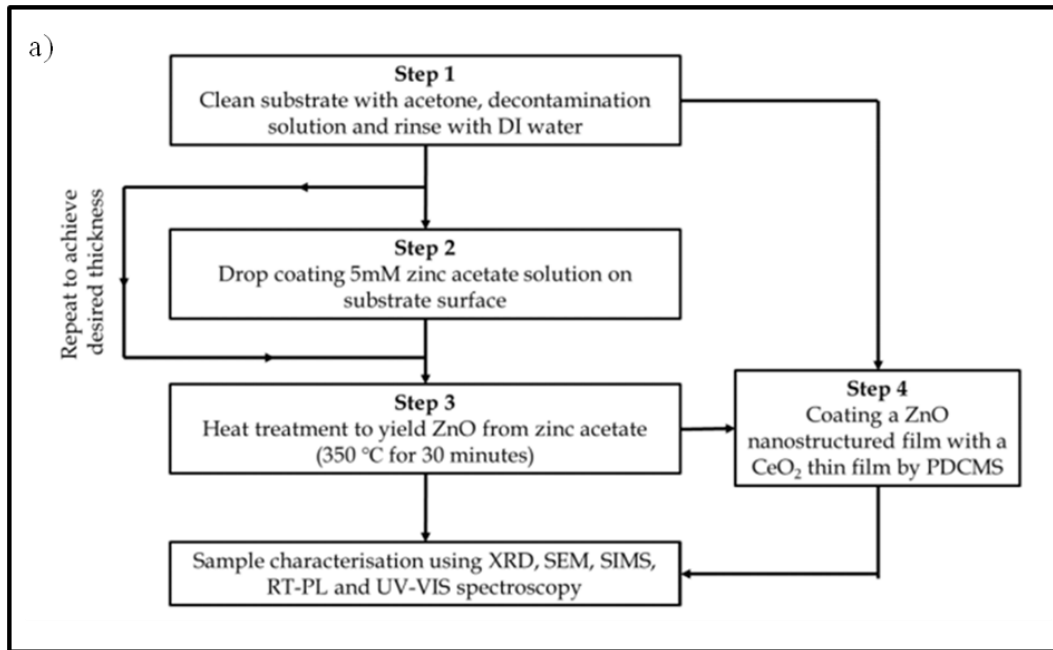 a)
Step 1
Clean substrate with acetone, decontamination
solution and rinse with DI water
Repeat to achieve
desired thickness
Step 2
Drop coating 5mM zinc acetate solution on
substrate surface
Step 3
Heat treatment to yield ZnO from zinc acetate
(350 °C for 30 minutes)
Step 4
Coating a ZnO
nanostructured film with a
CeO₂ thin film by PDCMS
Sample characterisation using XRD, SEM, SIMS,
RT-PL and UV-VIS spectroscopy